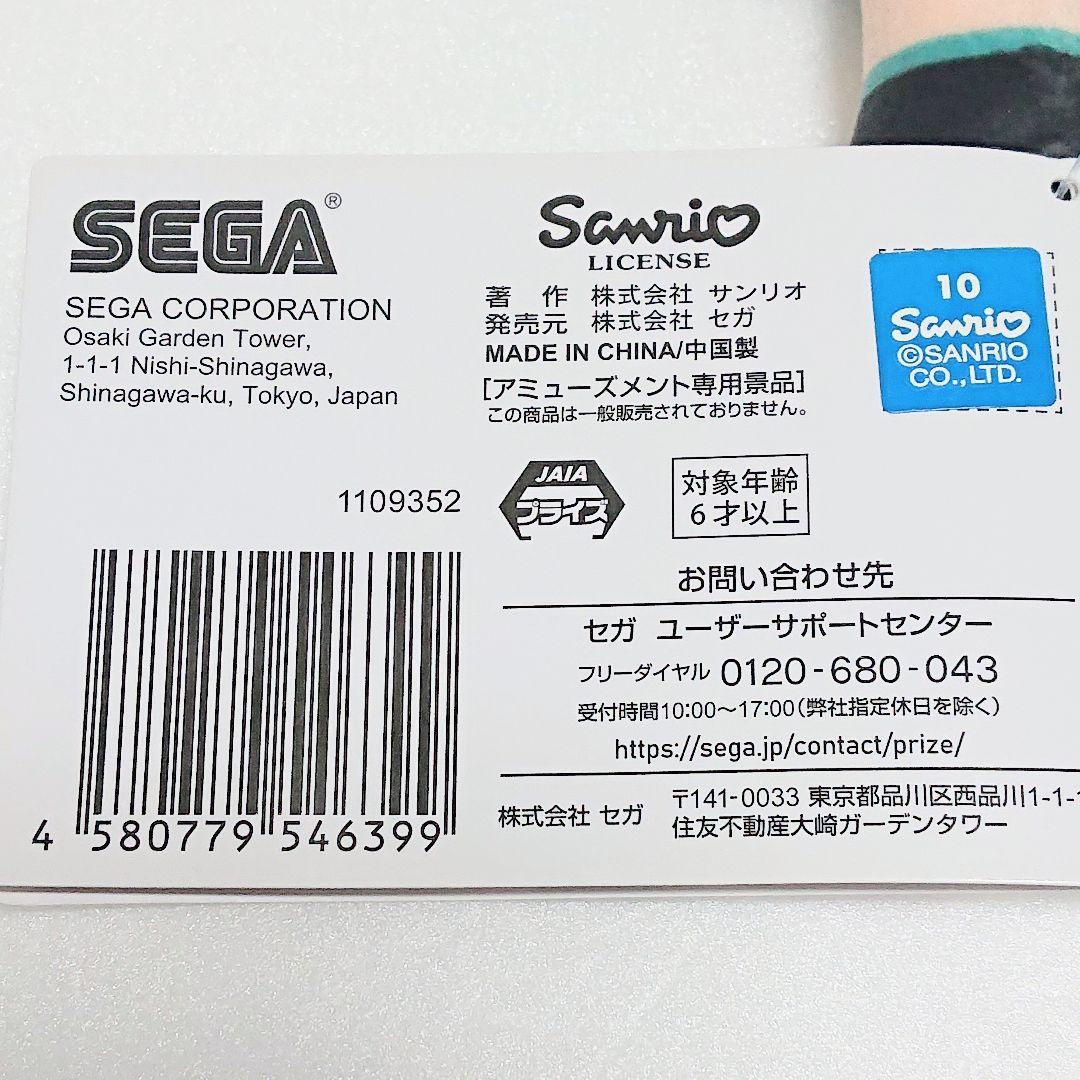 SEGA®
SEGA CORPORATION
Osaki Garden Tower,
1-1-1 Nishi-Shinagawa,
Shinagawa-ku, Tokyo, Japan
1109352
4 580779 546399
Sanrio
LICENSE
著 作 株式会社 サンリオ
発売元 株式会社 セガ
MADE IN CHINA/中国製
[アミューズメント専用景品]
この商品は一般販売されておりません。
JAIA
プライズ
対象年齢
6才以上
10
Sanrio
©SANRIO
CO.,LTD.
お問い合わせ先
セガ ユーザーサポートセンター
フリーダイヤル 0120-680-043
受付時間10:00～17:00(弊社指定休日を除く)
https://sega.jp/contact/prize/
株式会社 セガ
〒141-0033 東京都品川区西品川1-1-1
住友不動産大崎ガーデンタワー